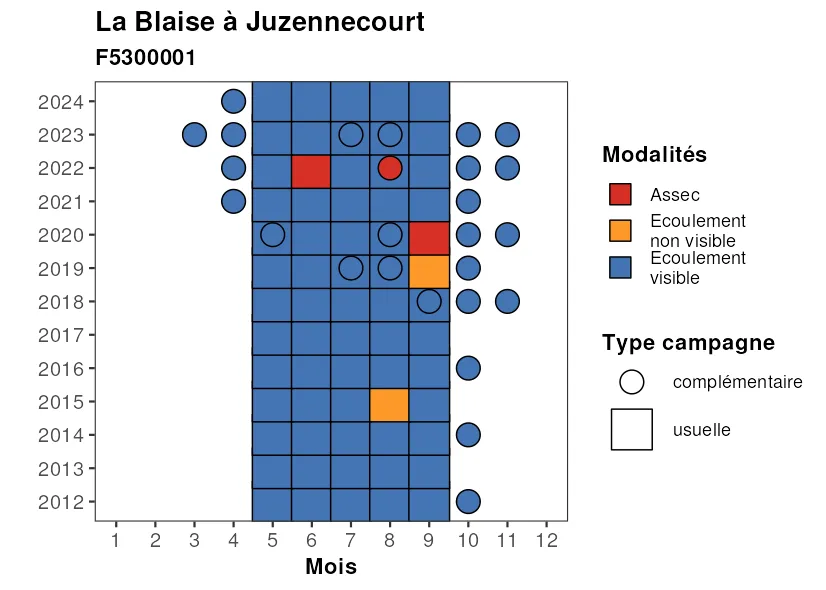 La Blaise à Juzennecourt
F5300001
2024
2023
2022
2021
2020
2019
2018
2017
2016
2015
2014
2013
2012
1 2 3 4 5 6 7 8 9 10 11 12
Mois
Modalités
Assec
Ecoulement
non visible
Ecoulement
visible
Type campagne
complémentaire
usuelle